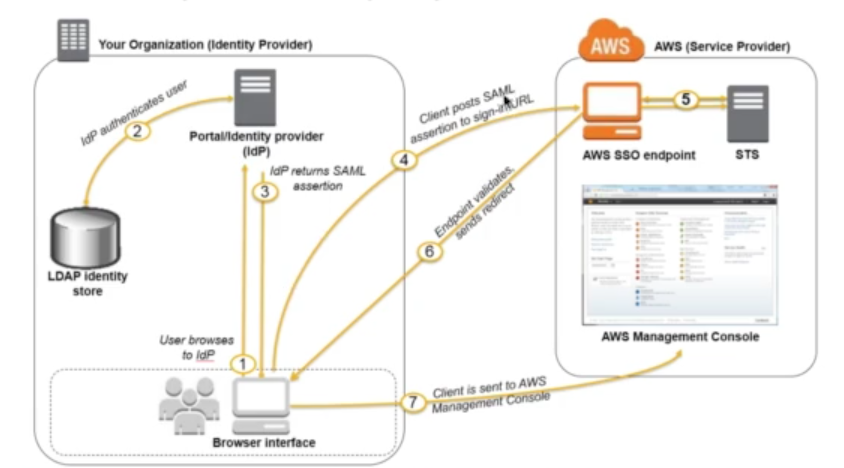 Your Organization (Identity Provider)
AWS
AWS (Service Provider)
IdP authenticates user
2
Portal/Identity provider
(IdP)
3
IdP returns SAML
assertion
4
Client posts SAML
assertion to sign-in URL
5
AWS SSO endpoint
STS
LDAP identity
store
Endpoint validates,
sends redirect
6
AWS Management Console
User browses
to IdP
1
7
Client is sent to AWS
Management Console
Browser interface